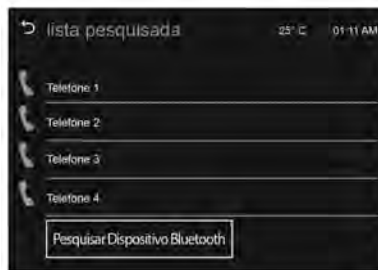 lista pesquisada 25° C 01:11 AM
Telefone 1
Telefone 2
Telefone 3
Telefone 4
Pesquisar Dispositivo Bluetooth